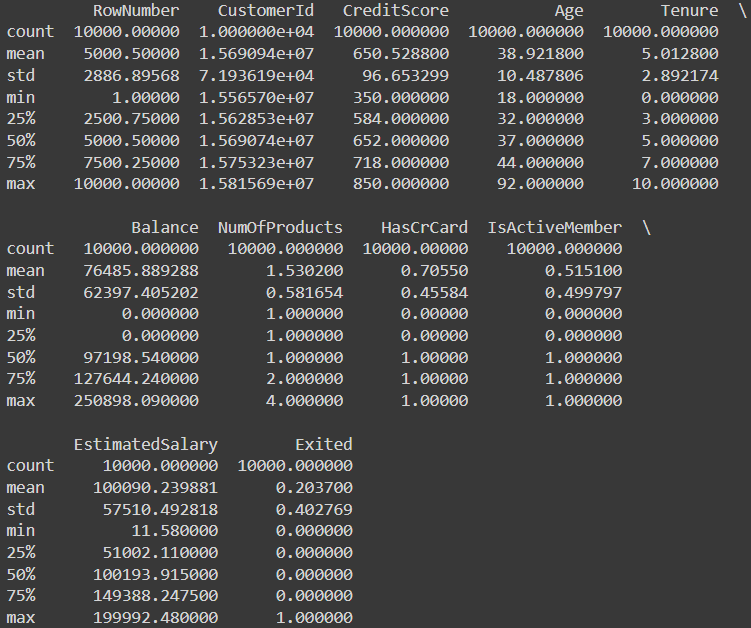 RowNumber    CustomerId   CreditScore           Age        Tenure  \
count  10000.00000  1.000000e+04  10000.000000  10000.000000  10000.000000
mean    5000.50000  1.569094e+07    650.528800     38.921800      5.012800
std     2886.89568  7.193619e+04     96.653299     10.487806      2.892174
min        1.00000  1.556570e+07    350.000000     18.000000      0.000000
25%     2500.75000  1.562853e+07    584.000000     32.000000      3.000000
50%     5000.50000  1.569074e+07    652.000000     37.000000      5.000000
75%     7500.25000  1.575323e+07    718.000000     44.000000      7.000000
max    10000.00000  1.581569e+07    850.000000     92.000000     10.000000

             Balance  NumOfProducts    HasCrCard  IsActiveMember  \
count   10000.000000   10000.000000  10000.00000    10000.000000
mean    76485.889288       1.530200      0.70550        0.515100
std     62397.405202       0.581654      0.45584        0.499797
min         0.000000       1.000000      0.00000        0.000000
25%         0.000000       1.000000      0.00000        0.000000
50%     97198.540000       1.000000      1.00000        1.000000
75%    127644.240000       2.000000      1.00000        1.000000
max    250898.090000       4.000000      1.00000        1.000000

       EstimatedSalary        Exited
count     10000.000000  10000.000000
mean     100090.239881      0.203700
std       57510.492818      0.402769
min          11.580000      0.000000
25%       51002.110000      0.000000
50%      100193.915000      0.000000
75%      149388.247500      0.000000
max      199992.480000      1.000000